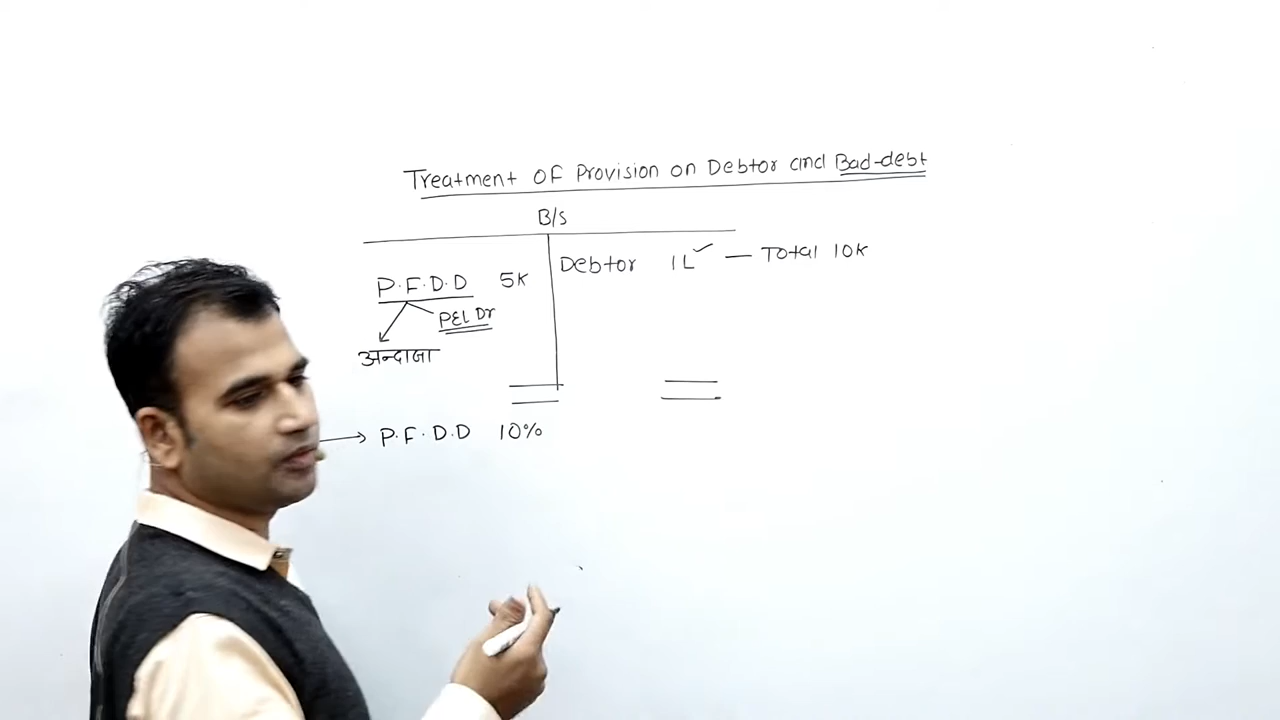 Treatment OF Provision on Debtor and Bad-debt
B/S
P.F.D.D 5K Debtor 1L ✓ — Total 10K
P&L Dr
अन्दाजा
→ P.F.D.D 10%